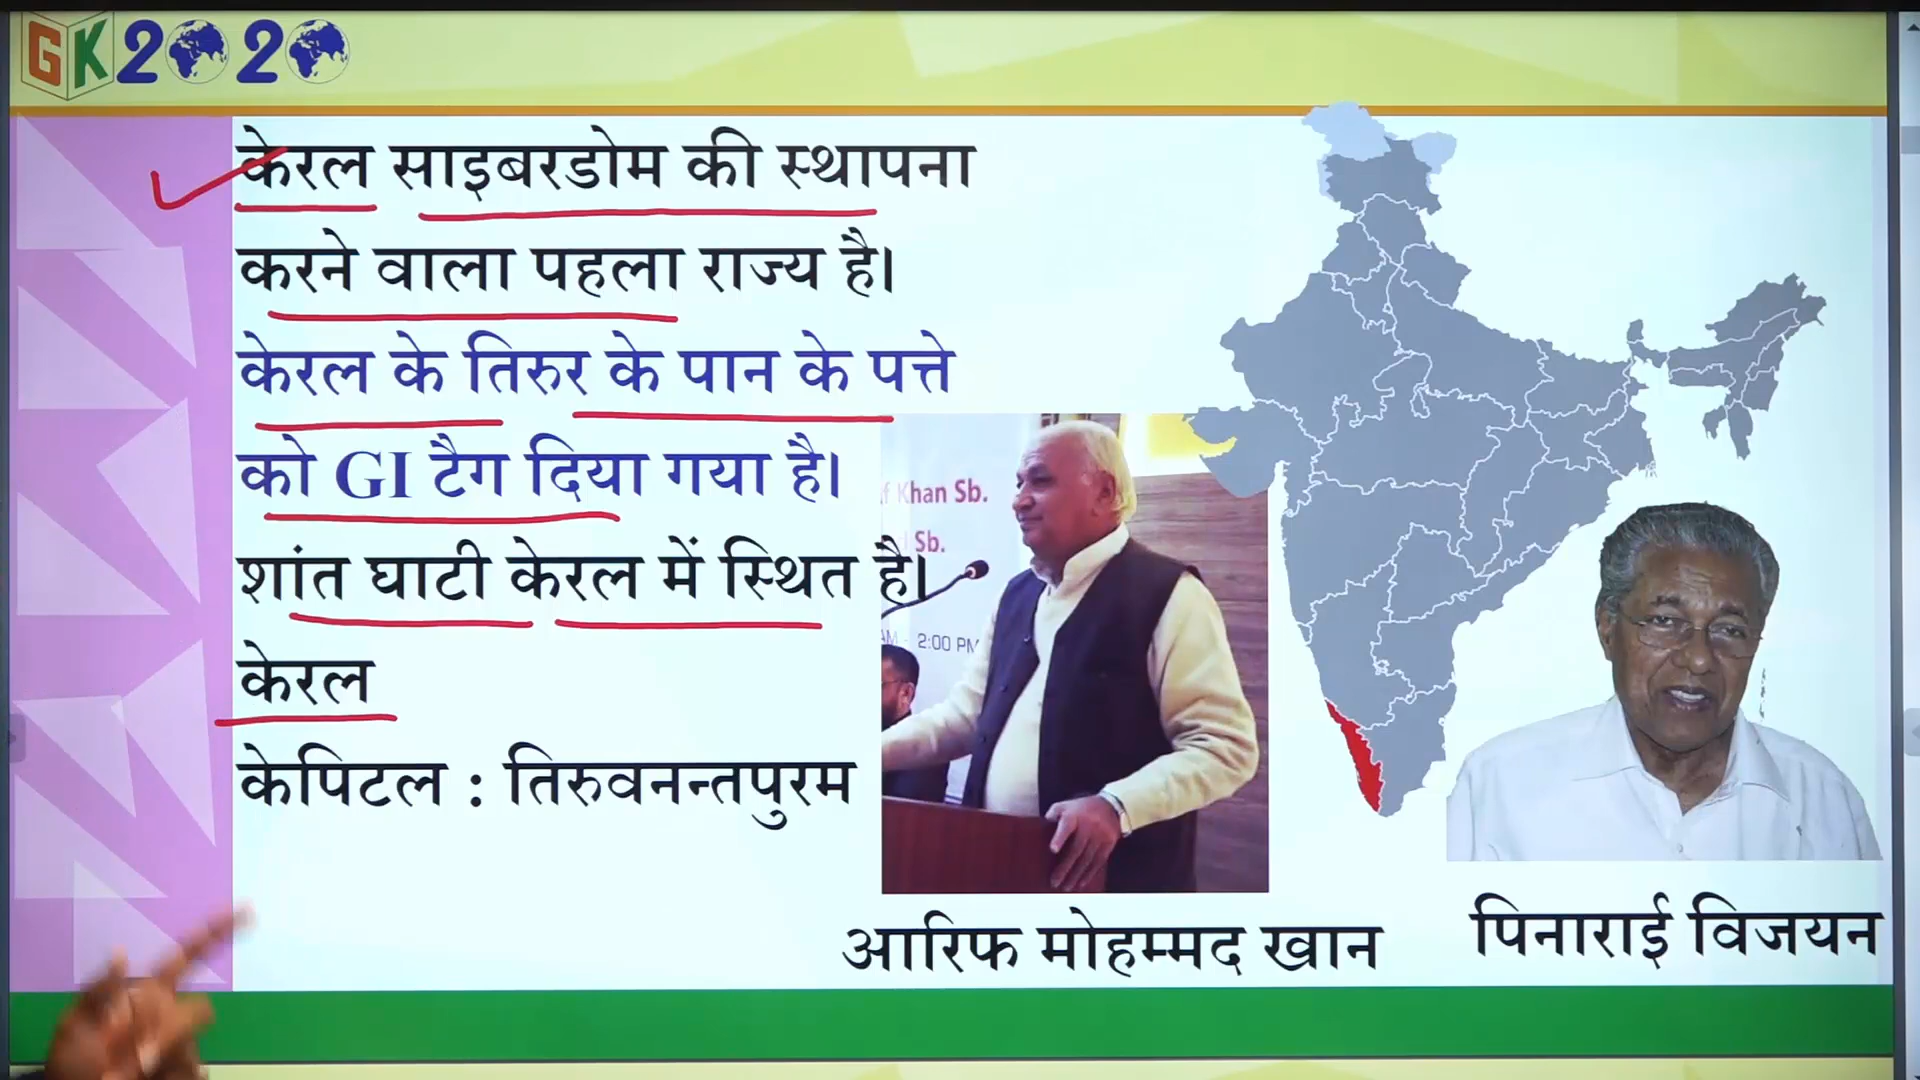 GK2020
केरल साइबरडोम की स्थापना
करने वाला पहला राज्य है।
केरल के तिरुर के पान के पत्ते
को GI टैग दिया गया है।
शांत घाटी केरल में स्थित है।
केरल
केपिटल : तिरुवनन्तपुरम
f Khan Sb.
Sb.
AM - 2:00 PM
आरिफ मोहम्मद खान
पिनाराई विजयन